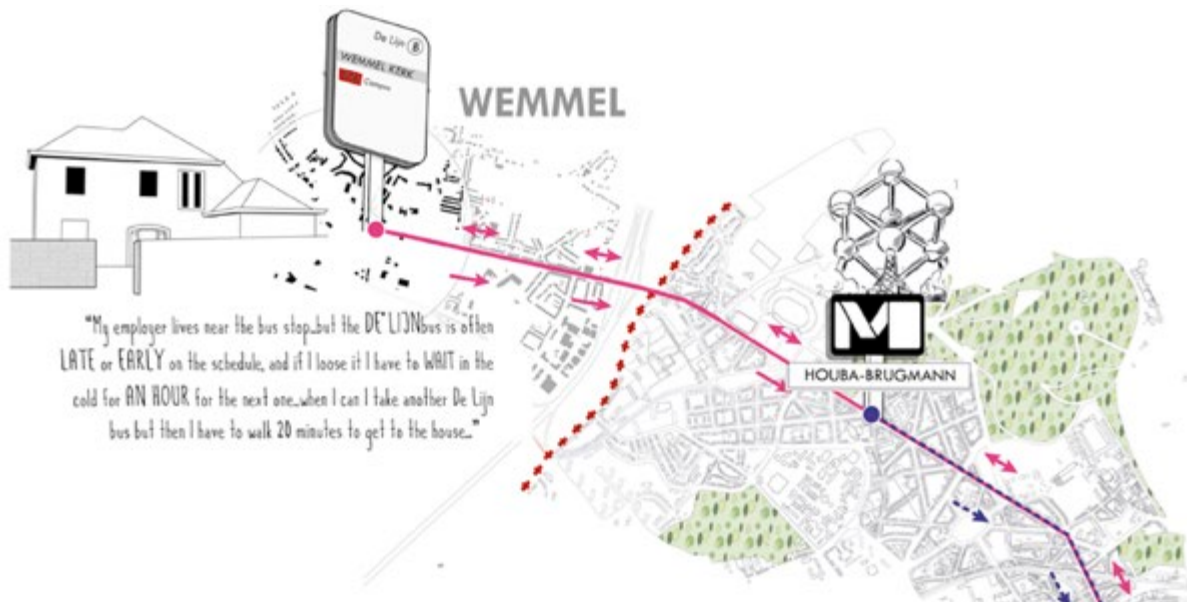 De Lijn B
WEMMEL KERK
Campus
WEMMEL
M
HOUBA-BRUGMANN
"My employer lives near the bus stop..but the DE"LIJNbus is often
LATE or EARLY on the schedule, and if I loose it I have to WAIT in the
cold for AN HOUR for the next one...when I can I take another De Lijn
bus but then I have to walk 20 minutes to get to the house..."